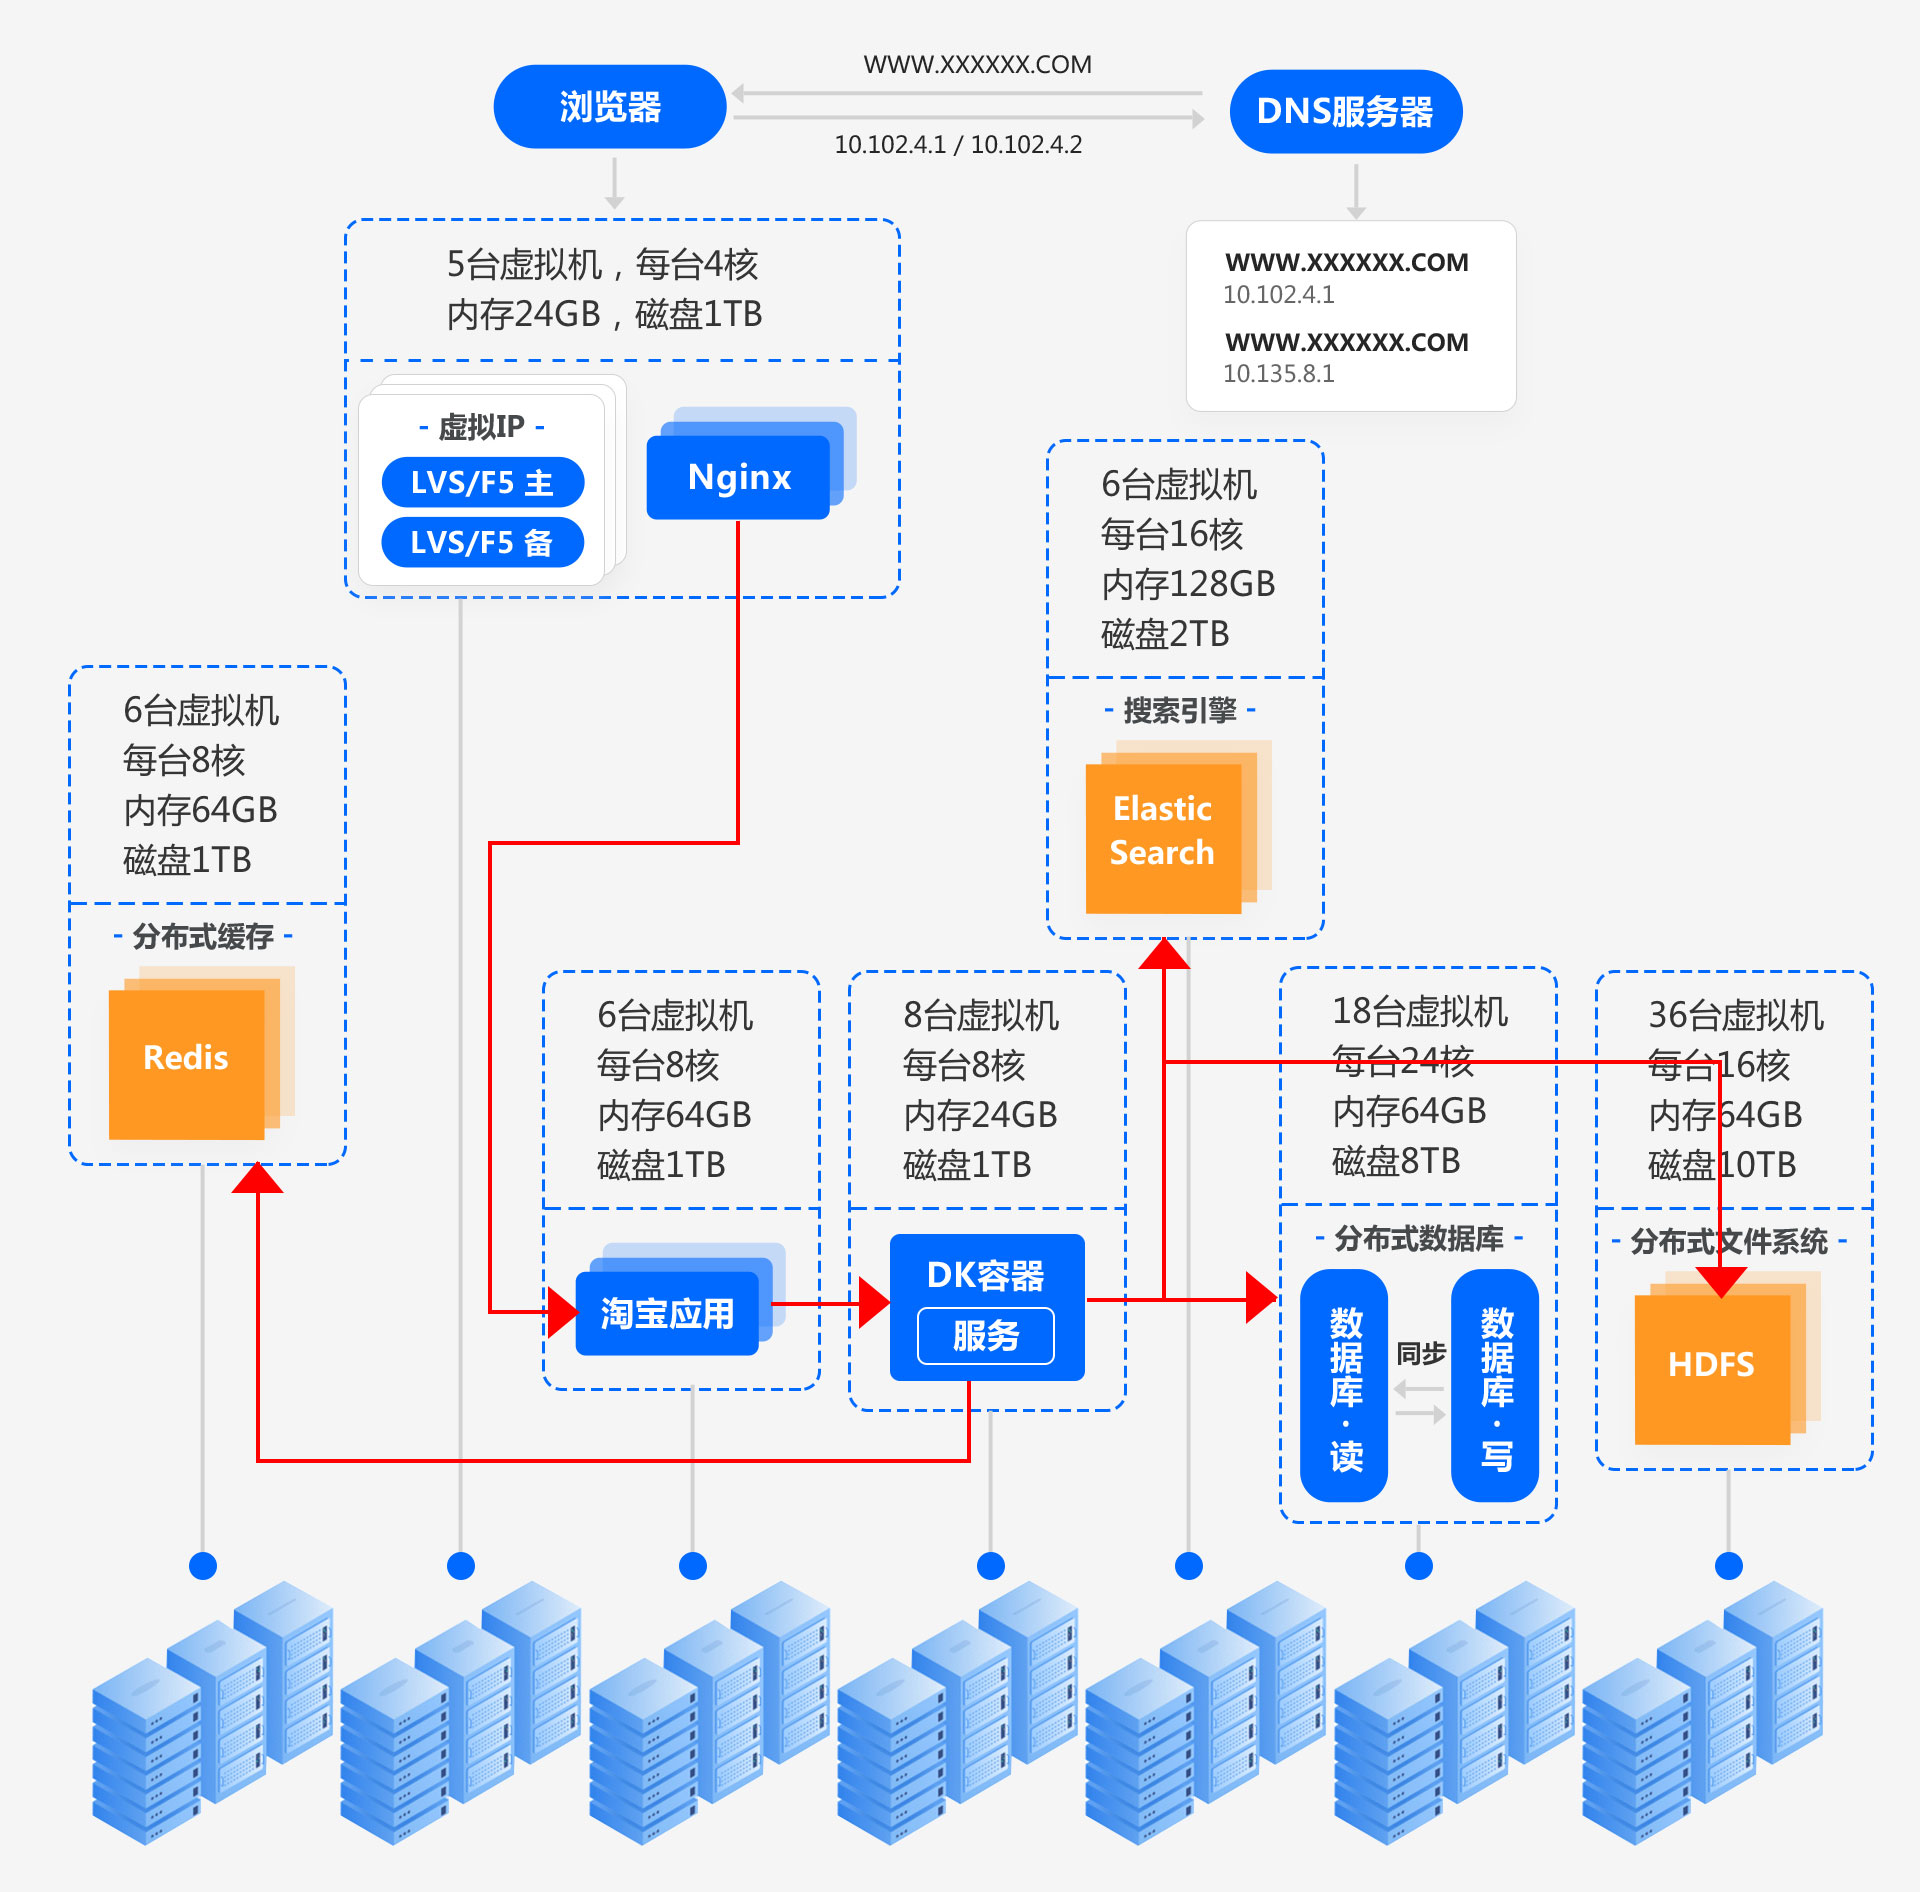 WWW.XXXXXX.COM
浏览器
DNS服务器
10.102.4.1 / 10.102.4.2
5台虚拟机，每台4核
内存24GB，磁盘1TB
WWW.XXXXXX.COM
10.102.4.1
WWW.XXXXXX.COM
10.135.8.1
- 虚拟IP -
LVS/F5 主
LVS/F5 备
Nginx
6台虚拟机
每台16核
内存128GB
磁盘2TB
- 搜索引擎 -
Elastic
Search
6台虚拟机
每台8核
内存64GB
磁盘1TB
- 分布式缓存 -
Redis
6台虚拟机
每台8核
内存64GB
磁盘1TB
淘宝应用
8台虚拟机
每台8核
内存24GB
磁盘1TB
DK容器
服务
18台虚拟机
每台24核
内存64GB
磁盘8TB
- 分布式数据库 -
数据库·读
同步
数据库·写
36台虚拟机
每台16核
内存64GB
磁盘10TB
- 分布式文件系统 -
HDFS